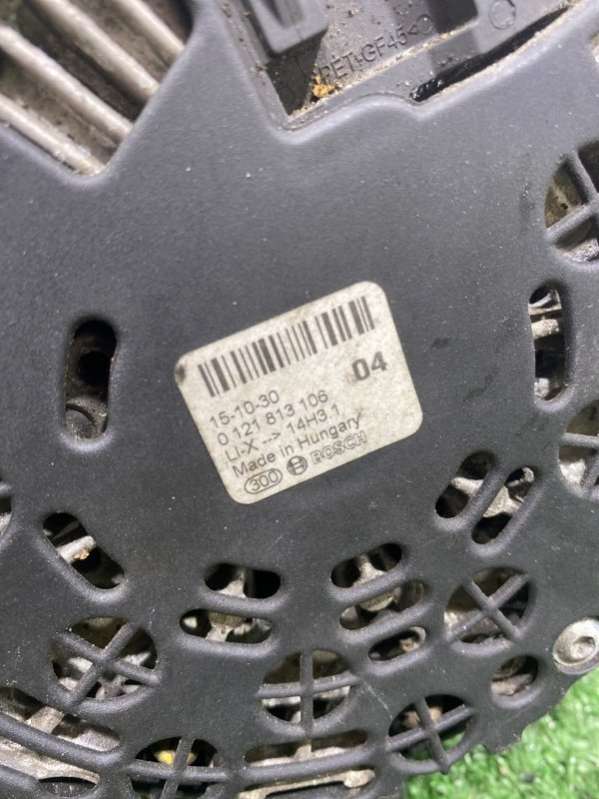 PET-GF45<
04
15-10-30
0 121 813 106
LI-X --> 14H3.1
Made in Hungary
300 BOSCH